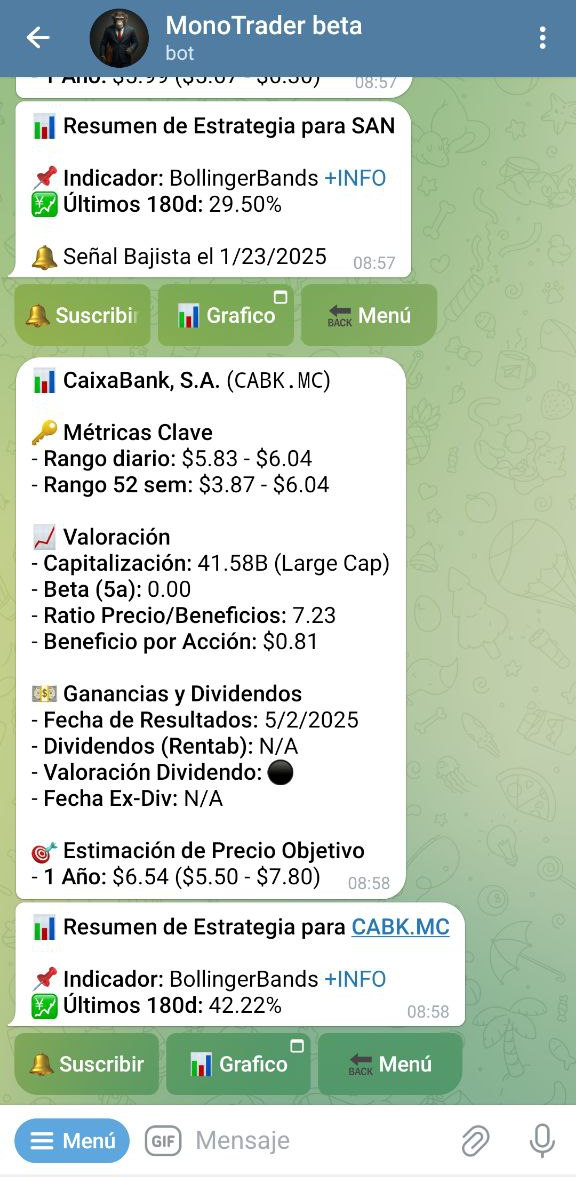 MonoTrader beta
bot
08:57
Resumen de Estrategia para SAN
Indicador: BollingerBands +INFO
Últimos 180d: 29.50%
Señal Bajista el 1/23/2025
08:57
Suscribir
Grafico
BACK Menú
CaixaBank, S.A. (CABK.MC)
Métricas Clave
- Rango diario: $5.83 - $6.04
- Rango 52 sem: $3.87 - $6.04
Valoración
- Capitalización: 41.58B (Large Cap)
- Beta (5a): 0.00
- Ratio Precio/Beneficios: 7.23
- Beneficio por Acción: $0.81
Ganancias y Dividendos
- Fecha de Resultados: 5/2/2025
- Dividendos (Rentab): N/A
- Valoración Dividendo:
- Fecha Ex-Div: N/A
Estimación de Precio Objetivo
- 1 Año: $6.54 ($5.50 - $7.80)
08:58
Resumen de Estrategia para CABK.MC
Indicador: BollingerBands +INFO
Últimos 180d: 42.22%
08:58
Suscribir
Grafico
BACK Menú
Menú
GIF
Mensaje